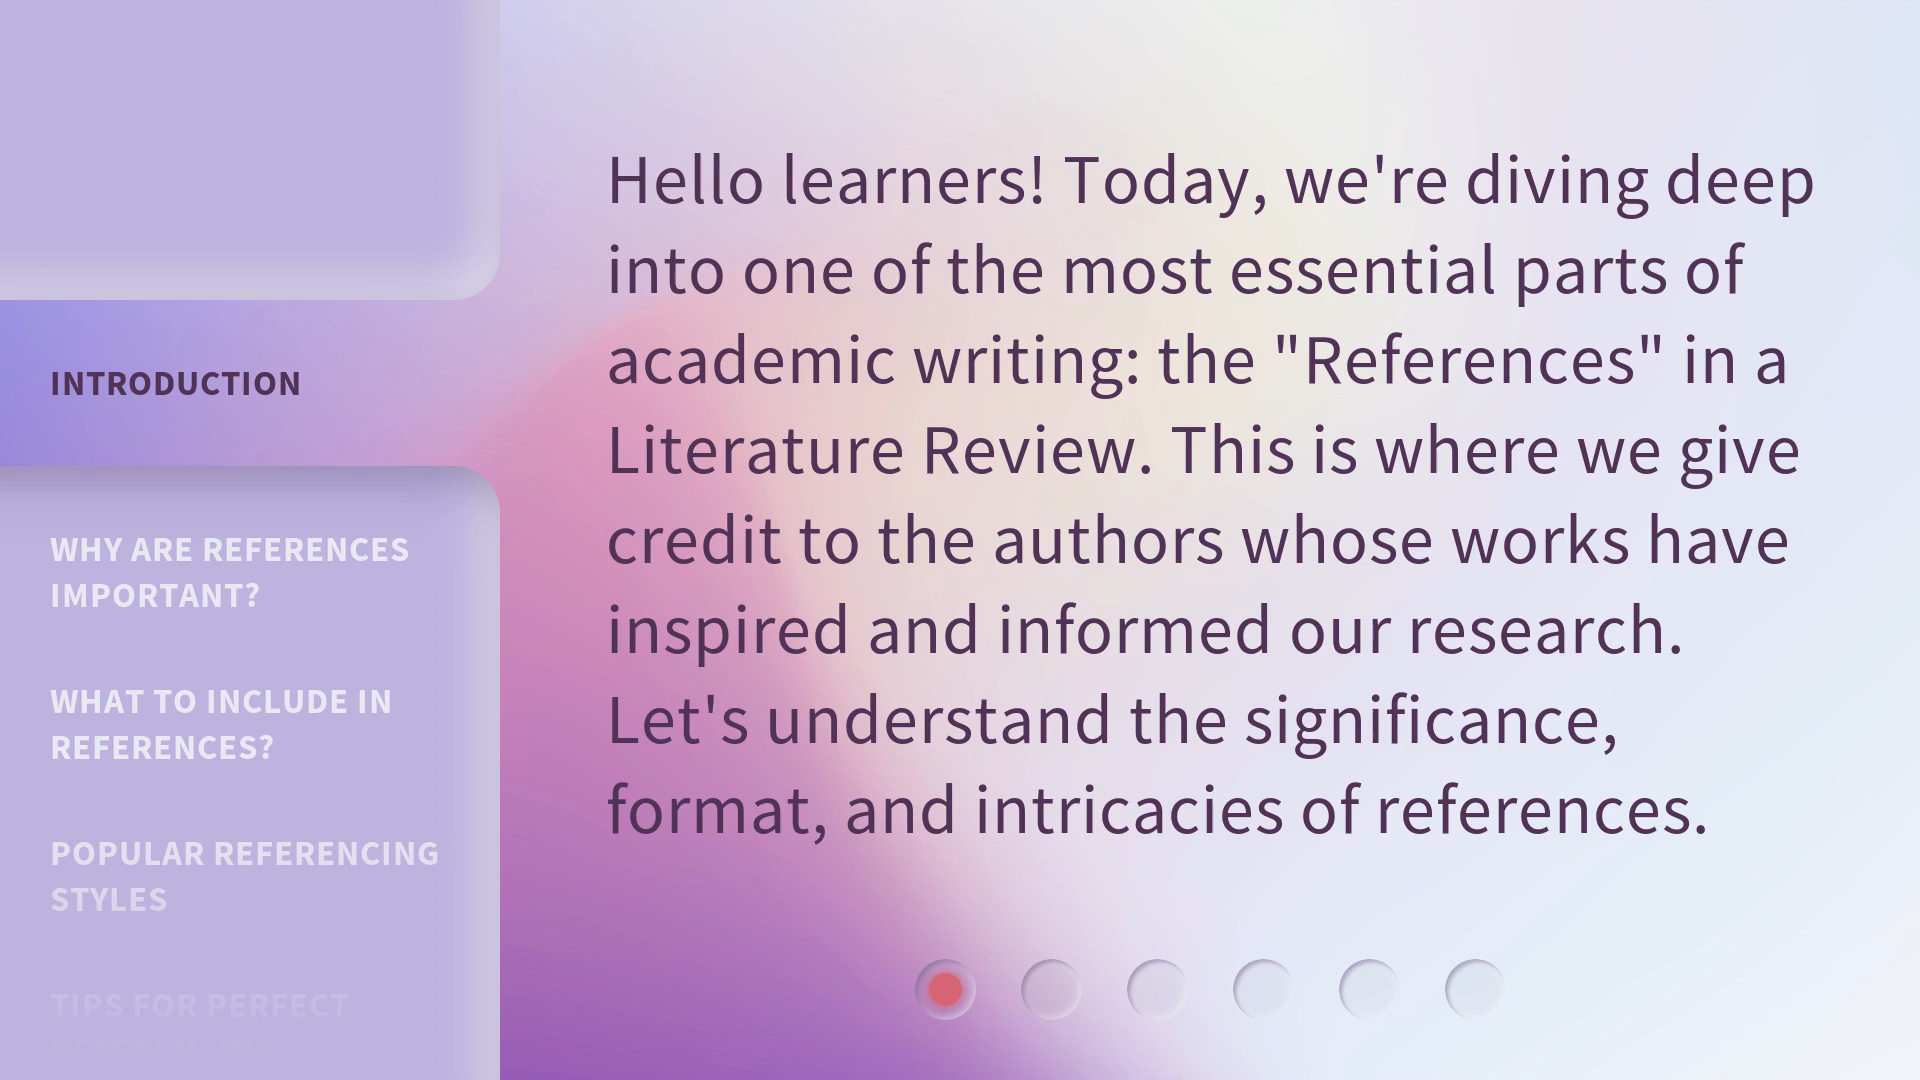 INTRODUCTION
WHY ARE REFERENCES
IMPORTANT?
WHAT TO INCLUDE IN
REFERENCES?
POPULAR REFERENCING
STYLES
TIPS FOR PERFECT
REFERENCING
Hello learners! Today, we're diving deep
into one of the most essential parts of
academic writing: the "References" in a
Literature Review. This is where we give
credit to the authors whose works have
inspired and informed our research.
Let's understand the significance,
format, and intricacies of references.